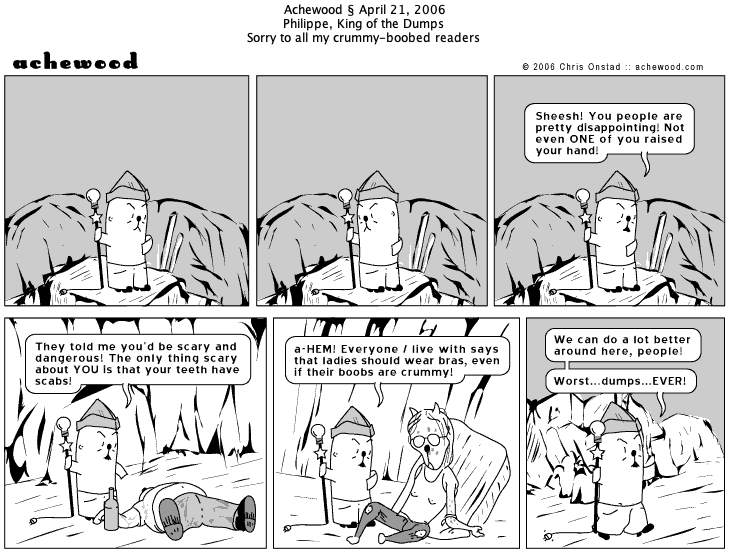 Achewood § April 21, 2006
Philippe, King of the Dumps
Sorry to all my crummy-boobed readers
achewood
© 2006 Chris Onstad :: achewood.com
Sheesh! You people are
pretty disappointing! Not
even ONE of you raised
your hand!
They told me you'd be scary and
dangerous! The only thing scary
about YOU is that your teeth have
scabs!
a-HEM! Everyone I live with says
that ladies should wear bras, even
if their boobs are crummy!
We can do a lot better
around here, people!
Worst...dumps...EVER!